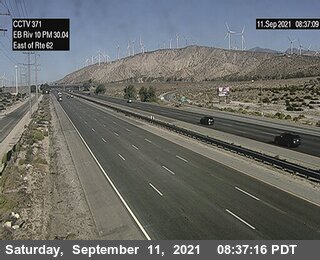 CCTV 371
EB Riv 10 PM 30.04
East of Rte 62
11.Sep 2021 08:37:09
Saturday, September 11, 2021 08:37:16 PDT